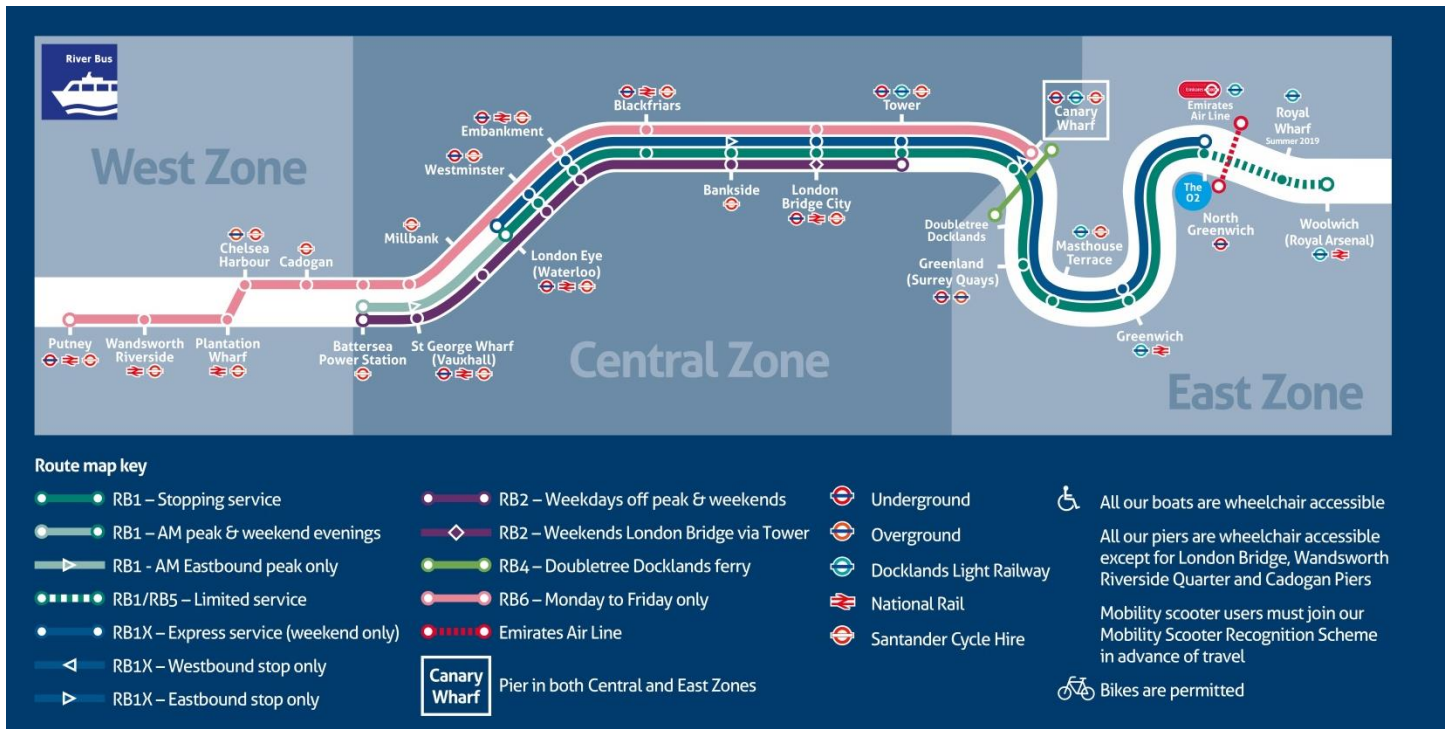 River Bus
West Zone
Central Zone
East Zone
Putney
Wandsworth
Riverside
Plantation
Wharf
Chelsea
Harbour
Cadogan
Battersea
Power Station
St George Wharf
(Vauxhall)
Millbank
Westminster
Embankment
London Eye
(Waterloo)
Blackfriars
Bankside
London
Bridge City
Tower
Canary
Wharf
Doubletree
Docklands
Greenland
(Surrey Quays)
Masthouse
Terrace
Greenwich
The
O2
North
Greenwich
Emirates
Air Line
Royal
Wharf
Summer 2019
Woolwich
(Royal Arsenal)
Route map key
RB1 – Stopping service
RB1 – AM peak & weekend evenings
RB1 - AM Eastbound peak only
RB1/RB5 – Limited service
RB1X – Express service (weekend only)
RB1X – Westbound stop only
RB1X – Eastbound stop only
RB2 – Weekdays off peak & weekends
RB2 – Weekends London Bridge via Tower
RB4 – Doubletree Docklands ferry
RB6 – Monday to Friday only
Emirates Air Line
Canary
Wharf
Pier in both Central and East Zones
Underground
Overground
Docklands Light Railway
National Rail
Santander Cycle Hire
All our boats are wheelchair accessible
All our piers are wheelchair accessible
except for London Bridge, Wandsworth
Riverside Quarter and Cadogan Piers
Mobility scooter users must join our
Mobility Scooter Recognition Scheme
in advance of travel
Bikes are permitted